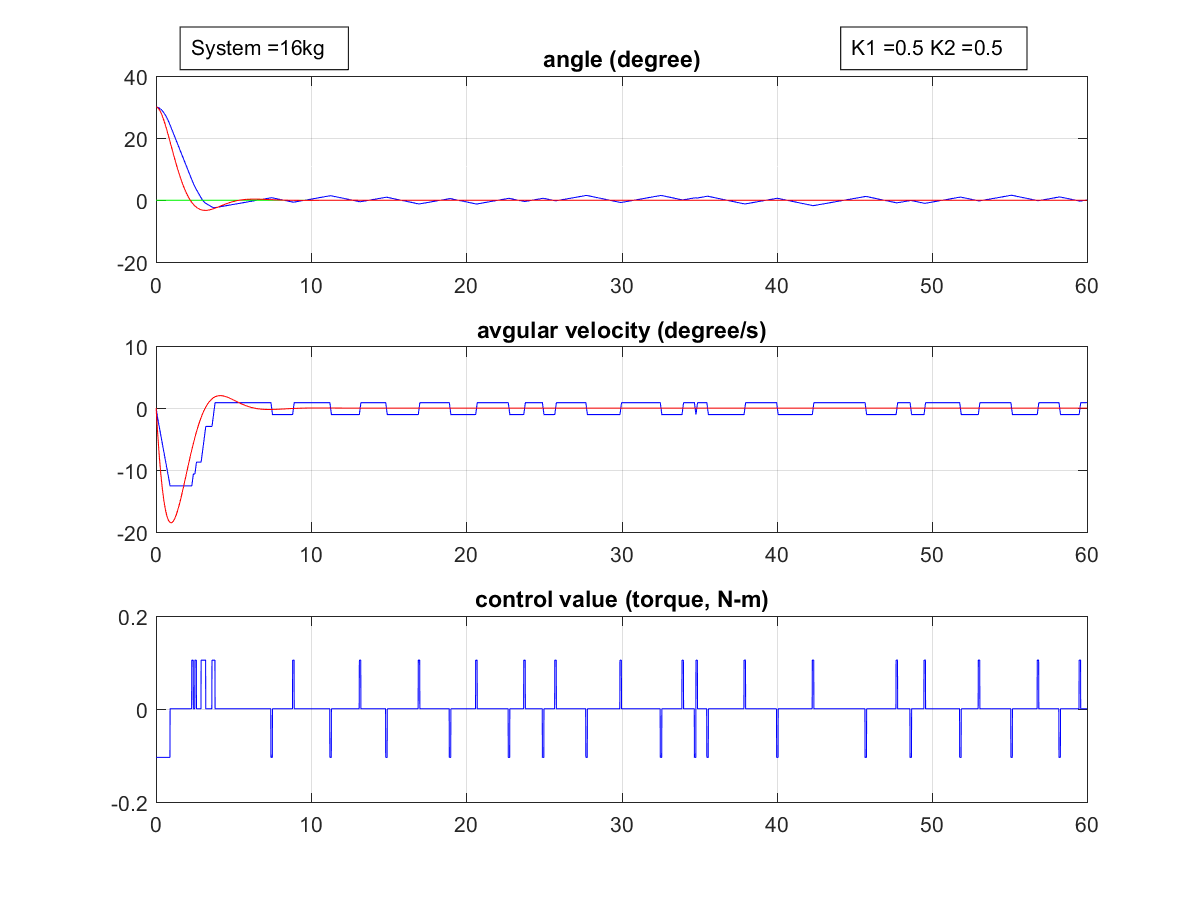 System =16kg
K1 =0.5 K2 =0.5
angle (degree)
40
20
0
-20
0 10 20 30 40 50 60
avgular velocity (degree/s)
10
0
-10
-20
0 10 20 30 40 50 60
control value (torque, N-m)
0.2
0
-0.2
0 10 20 30 40 50 60